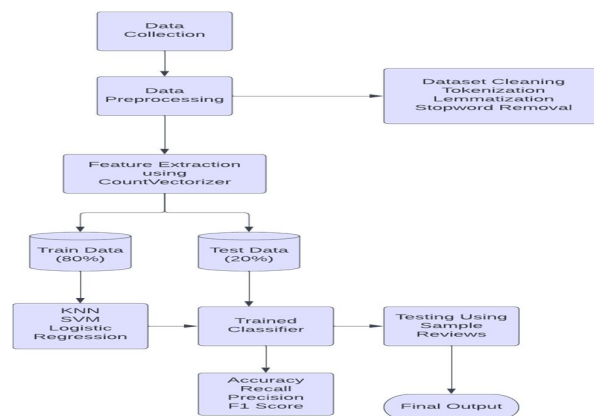 Data
Collection
Data
Preprocessing
Dataset Cleaning
Tokenization
Lemmatization
Stopword Removal
Feature Extraction
using
CountVectorizer
Train Data
(80%)
Test Data
(20%)
KNN
SVM
Logistic
Regression
Trained
Classifier
Testing Using
Sample
Reviews
Accuracy
Recall
Precision
F1 Score
Final Output